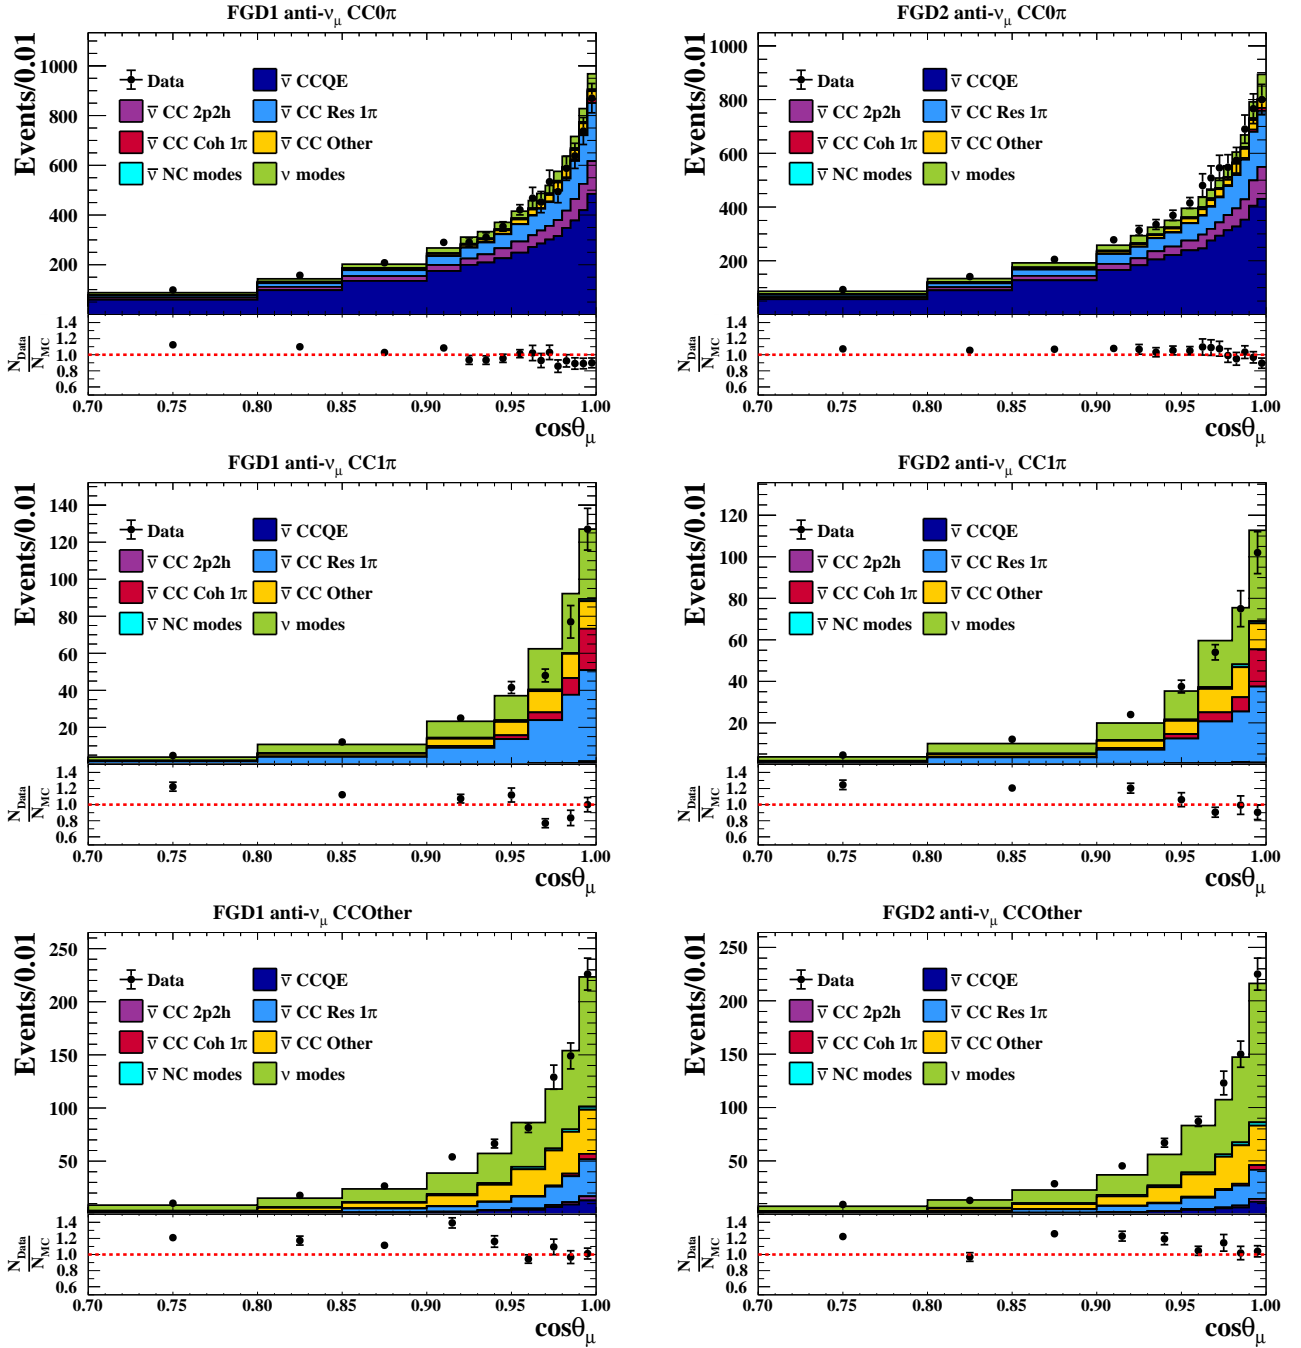 FGD1 anti-νμ CC0π
Events/0.01
1000
800
600
400
200
Data
ν̅ CCQE
ν̅ CC 2p2h
ν̅ CC Res 1π
ν̅ CC Coh 1π
ν̅ CC Other
ν̅ NC modes
ν modes
NData
NMC
1.4
1.2
1.0
0.8
0.6
0.70 0.75 0.80 0.85 0.90 0.95 1.00
cosθμ
FGD2 anti-νμ CC0π
Events/0.01
1000
800
600
400
200
Data
ν̅ CCQE
ν̅ CC 2p2h
ν̅ CC Res 1π
ν̅ CC Coh 1π
ν̅ CC Other
ν̅ NC modes
ν modes
NData
NMC
1.4
1.2
1.0
0.8
0.6
0.70 0.75 0.80 0.85 0.90 0.95 1.00
cosθμ
FGD1 anti-νμ CC1π
Events/0.01
140
120
100
80
60
40
20
Data
ν̅ CCQE
ν̅ CC 2p2h
ν̅ CC Res 1π
ν̅ CC Coh 1π
ν̅ CC Other
ν̅ NC modes
ν modes
NData
NMC
1.4
1.2
1.0
0.8
0.6
0.70 0.75 0.80 0.85 0.90 0.95 1.00
cosθμ
FGD2 anti-νμ CC1π
Events/0.01
120
100
80
60
40
20
Data
ν̅ CCQE
ν̅ CC 2p2h
ν̅ CC Res 1π
ν̅ CC Coh 1π
ν̅ CC Other
ν̅ NC modes
ν modes
NData
NMC
1.4
1.2
1.0
0.8
0.6
0.70 0.75 0.80 0.85 0.90 0.95 1.00
cosθμ
FGD1 anti-νμ CCOther
Events/0.01
250
200
150
100
50
Data
ν̅ CCQE
ν̅ CC 2p2h
ν̅ CC Res 1π
ν̅ CC Coh 1π
ν̅ CC Other
ν̅ NC modes
ν modes
NData
NMC
1.4
1.2
1.0
0.8
0.6
0.70 0.75 0.80 0.85 0.90 0.95 1.00
cosθμ
FGD2 anti-νμ CCOther
Events/0.01
250
200
150
100
50
Data
ν̅ CCQE
ν̅ CC 2p2h
ν̅ CC Res 1π
ν̅ CC Coh 1π
ν̅ CC Other
ν̅ NC modes
ν modes
NData
NMC
1.4
1.2
1.0
0.8
0.6
0.70 0.75 0.80 0.85 0.90 0.95 1.00
cosθμ